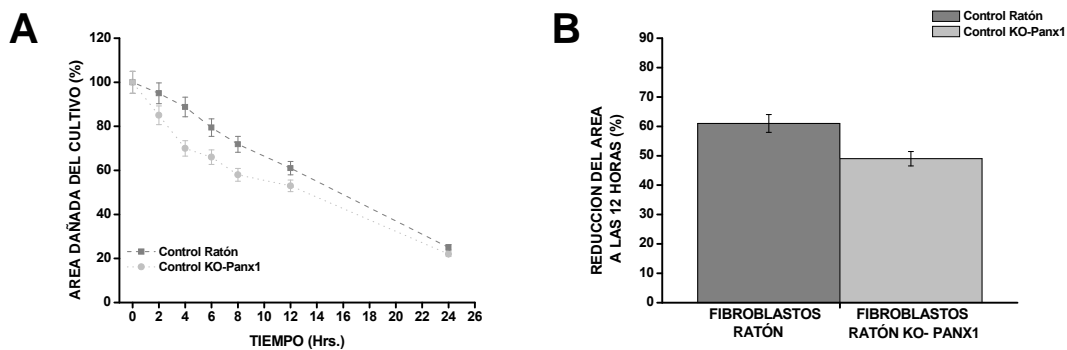 A
AREA DAÑADA DEL CULTIVO (%)
120
100
80
60
40
20
0
Control Ratón
Control KO-Panx1
0 2 4 6 8 10 12 14 16 18 20 22 24 26
TIEMPO (Hrs.)
B
Control Ratón
Control KO-Panx1
REDUCCION DEL AREA
A LAS 12 HORAS (%)
90
80
70
60
50
40
30
20
10
0
FIBROBLASTOS
RATÓN
FIBROBLASTOS
RATÓN KO- PANX1